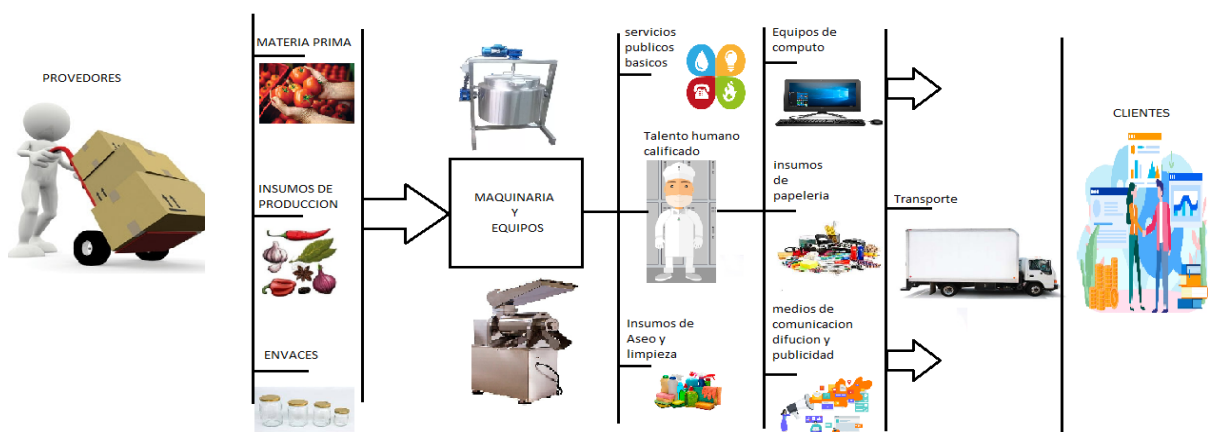 PROVEDORES
MATERIA PRIMA
INSUMOS DE
PRODUCCION
ENVACES
MAQUINARIA
Y
EQUIPOS
servicios
publicos
basicos
Talento humano
calificado
Insumos de
Aseo y
limpieza
Equipos de
computo
insumos
de
papeleria
medios de
comunicacion
difucion y
publicidad
Transporte
CLIENTES